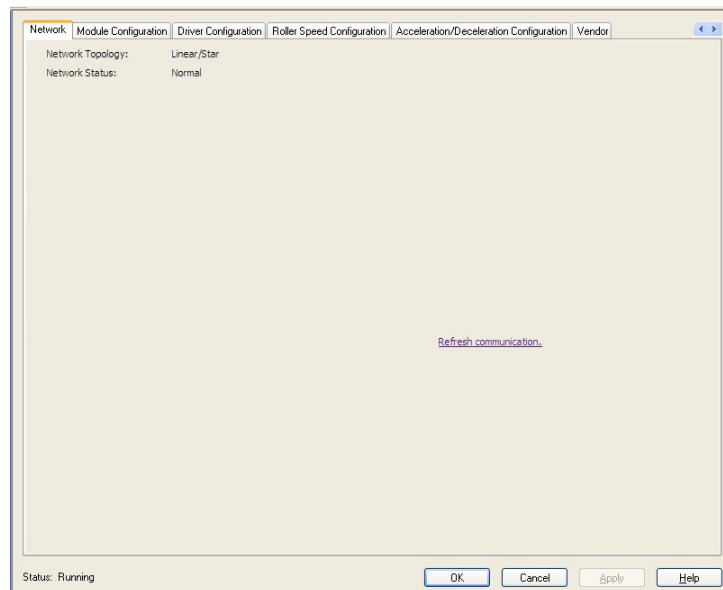 Network Module Configuration Driver Configuration Roller Speed Configuration Acceleration/Deceleration Configuration Vendor
Network Topology: Linear/Star
Network Status: Normal
Refresh communication.
Status: Running OK Cancel Apply Help